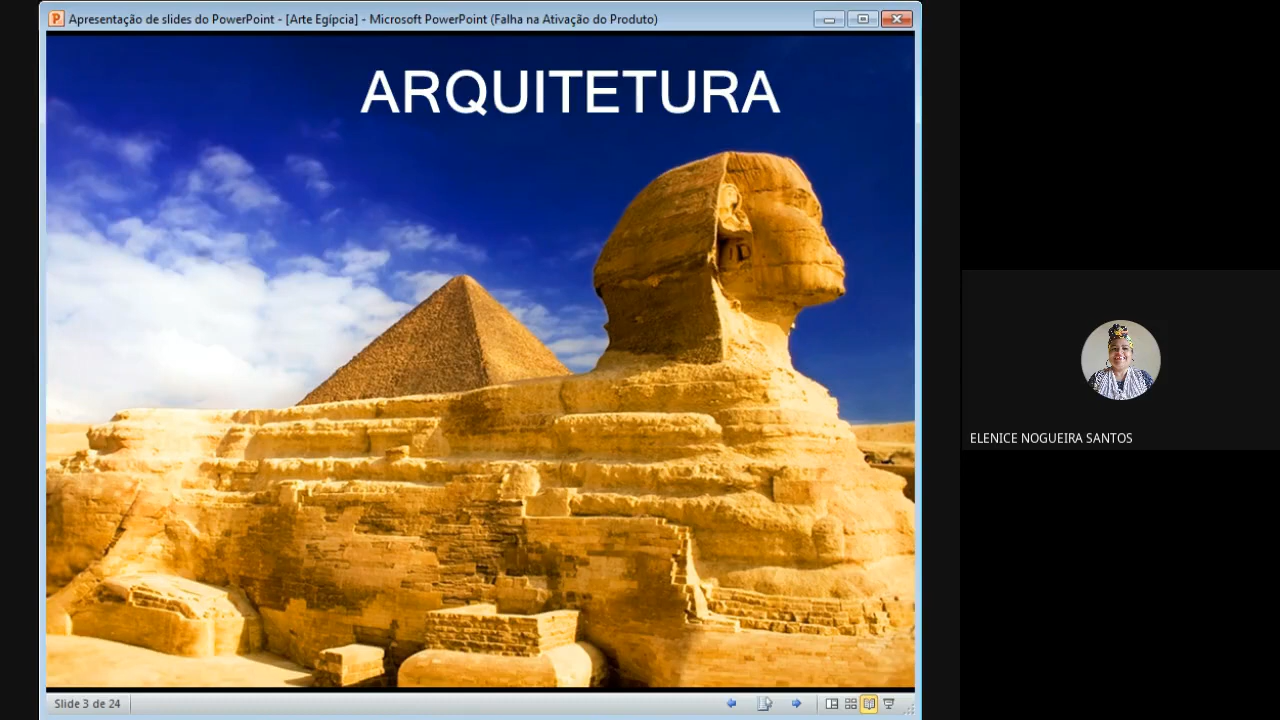 Apresentação de slides do PowerPoint - [Arte Egípcia] - Microsoft PowerPoint (Falha na Ativação do Produto)
ARQUITETURA
ELENICE NOGUEIRA SANTOS
Slide 3 de 24